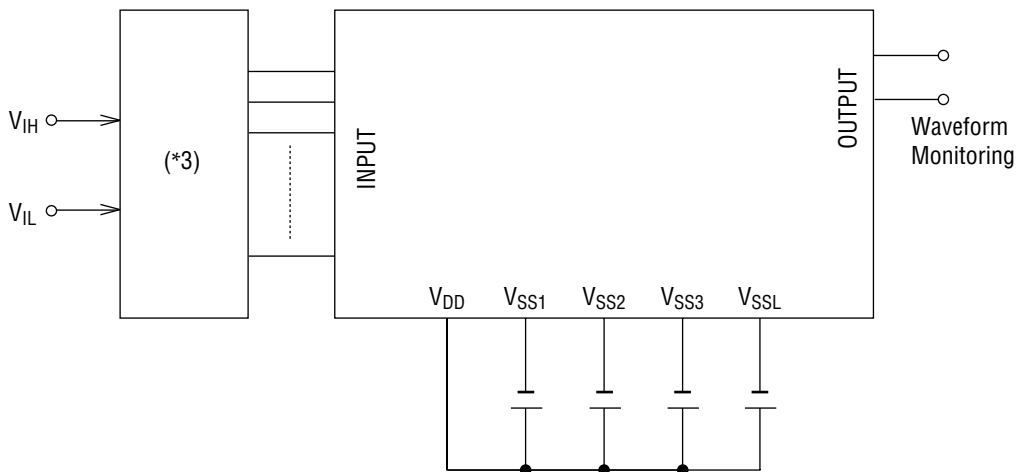 V_IH
V_IL
(*3)
INPUT
OUTPUT
Waveform
Monitoring
V_DD V_SS1 V_SS2 V_SS3 V_SSL